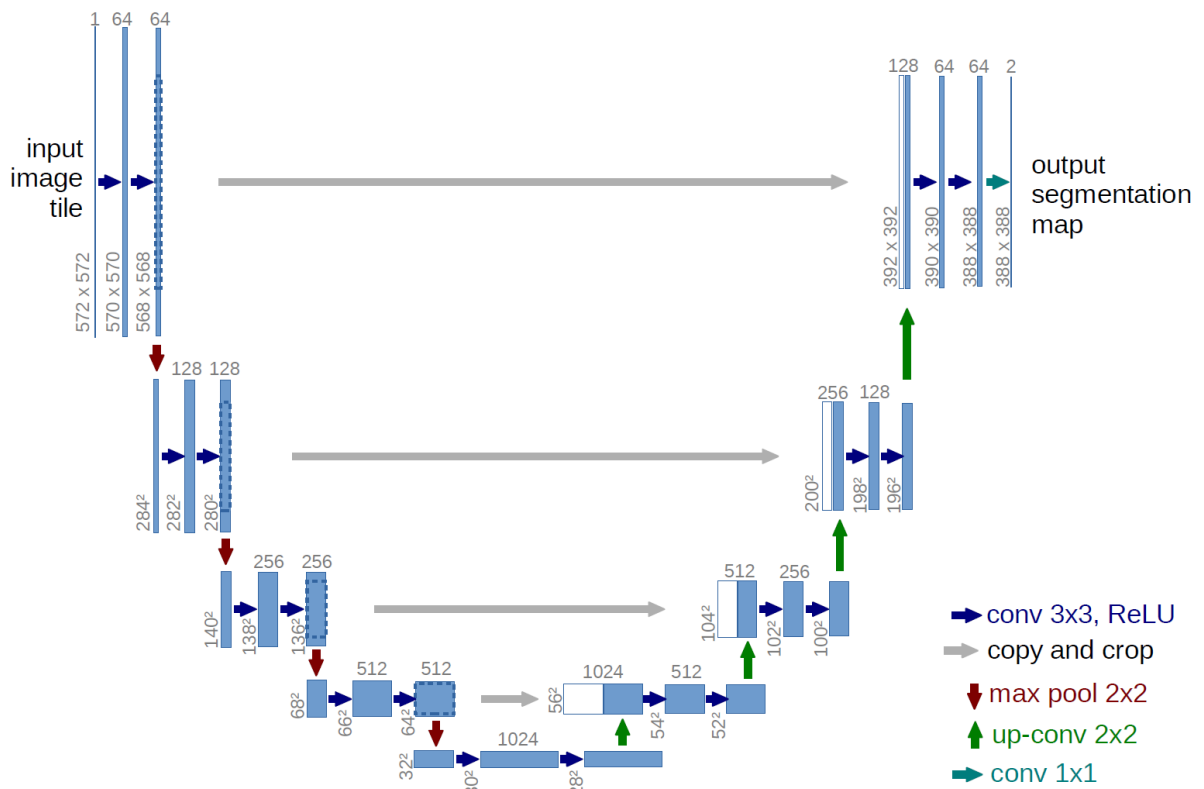 1 64 64
128 64 64 2
input
image
tile
output
segmentation
map
572 x 572
570 x 570
568 x 568
392 x 392
390 x 390
388 x 388
388 x 388
128 128
256 128
284²
282²
280²
200²
198²
196²
256 256
512 256
140²
138²
136²
104²
102²
100²
conv 3x3, ReLU
copy and crop
max pool 2x2
up-conv 2x2
conv 1x1
512 512
1024 512
68²
66²
64²
56²
54²
52²
1024
32²